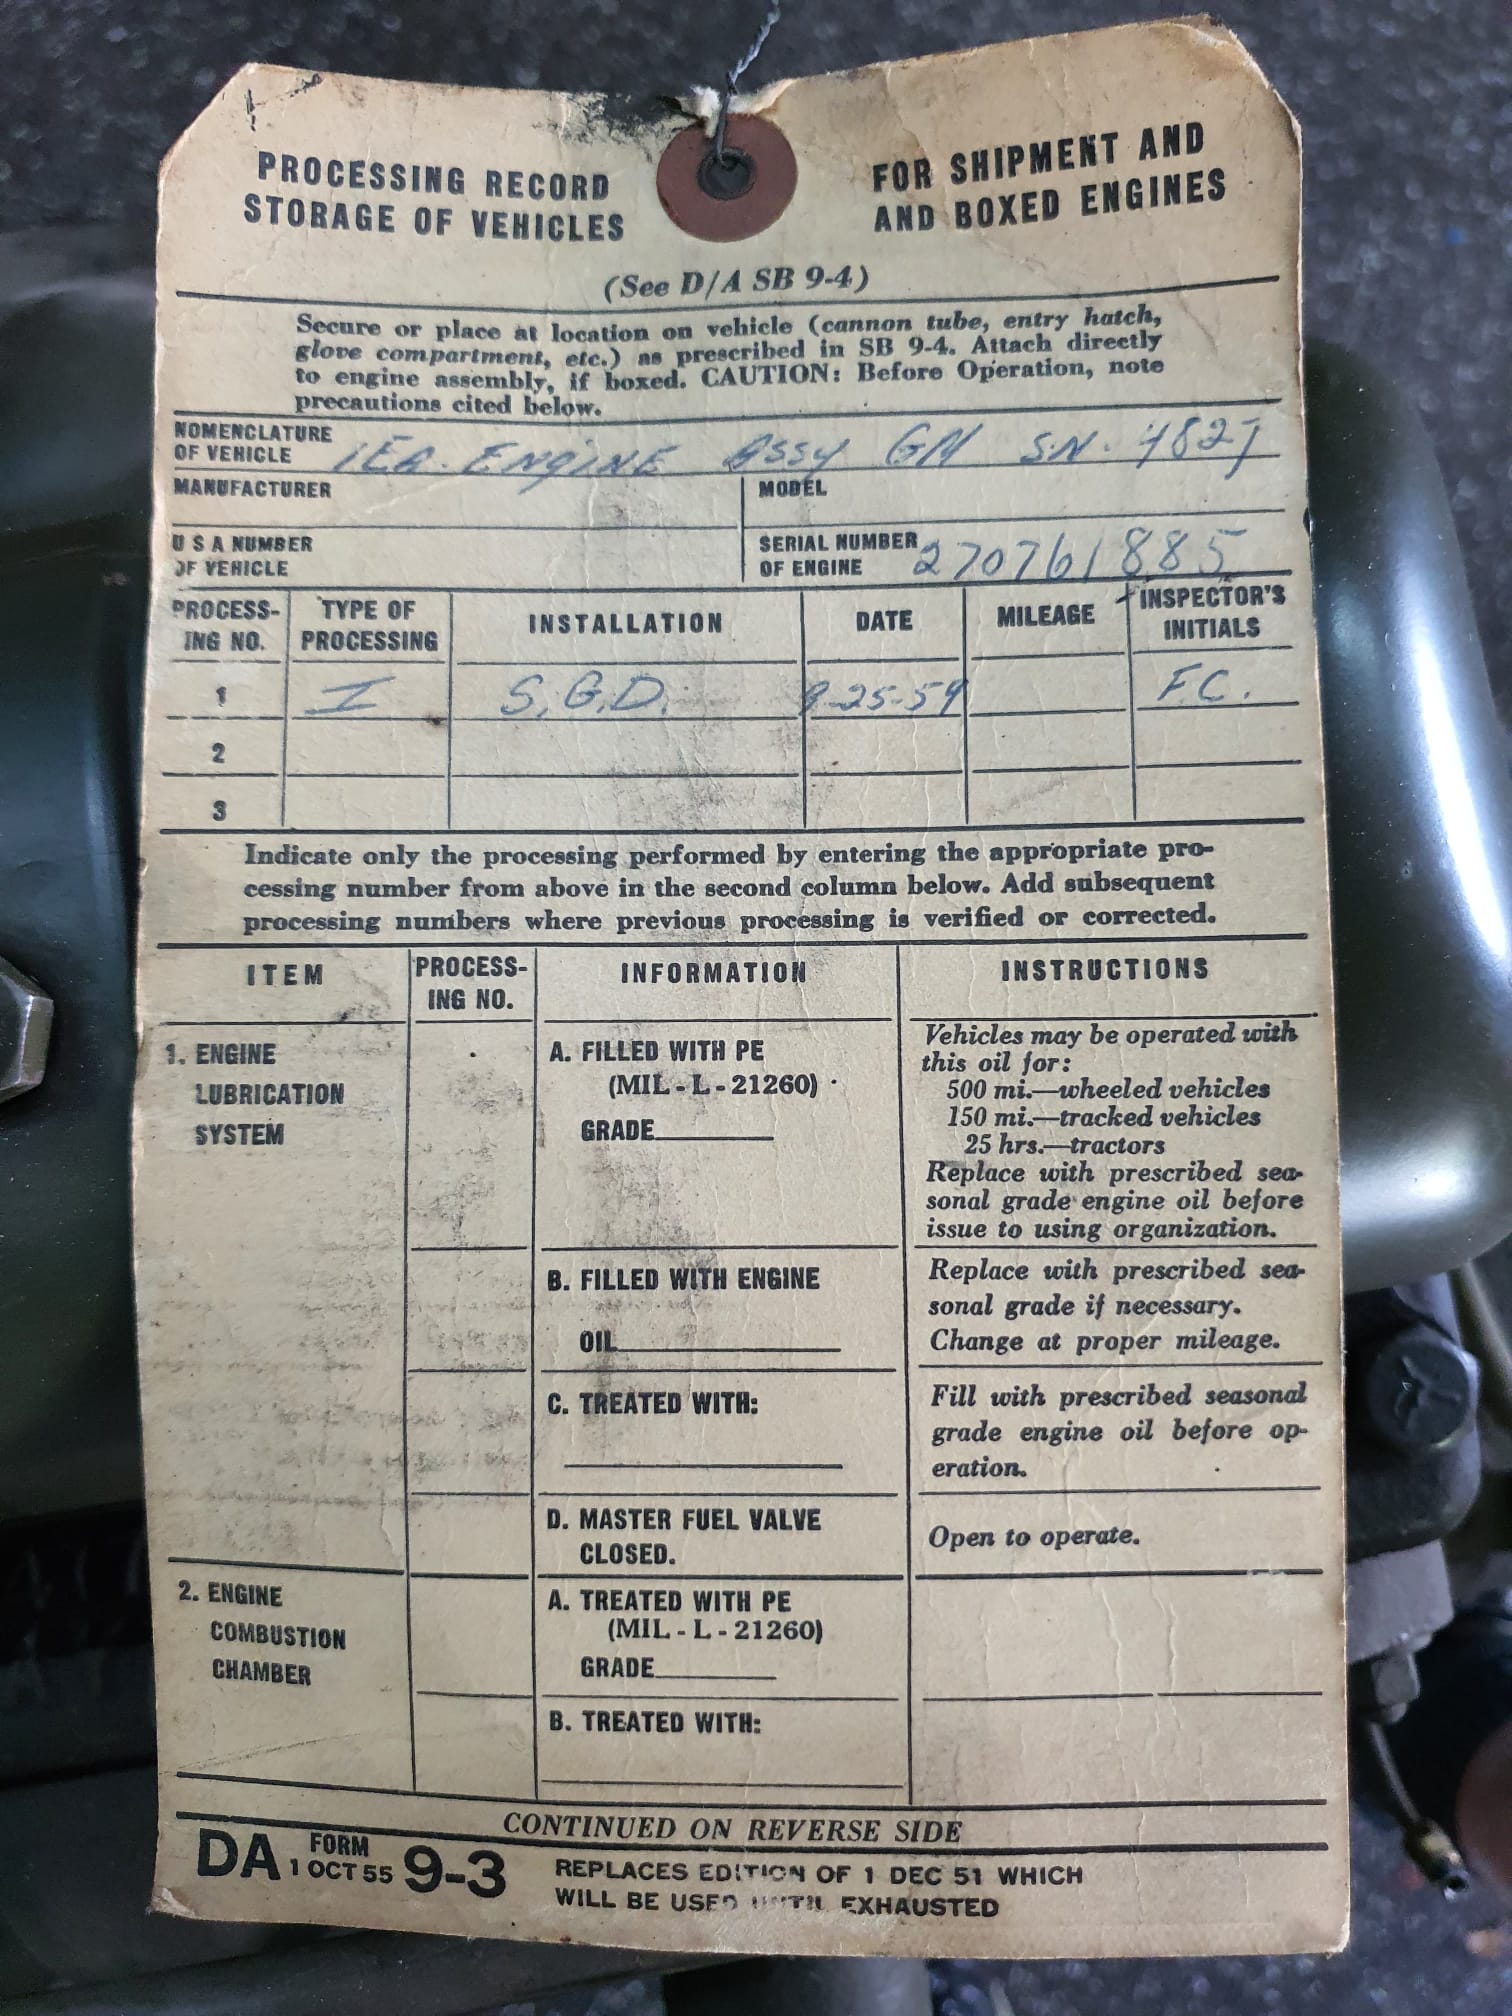 PROCESSING RECORD FOR SHIPMENT AND
STORAGE OF VEHICLES AND BOXED ENGINES
(See D/A SB 9-4)
Secure or place at location on vehicle (cannon tube, entry hatch,
glove compartment, etc.) as prescribed in SB 9-4. Attach directly
to engine assembly, if boxed. CAUTION: Before Operation, note
precautions cited below.
NOMENCLATURE
OF VEHICLE 1EA. ENGINE ASSY S.N.
MANUFACTURER MODEL
U S A NUMBER
OF VEHICLE
SERIAL NUMBER
OF ENGINE 270761885
PROCESS-
ING NO.
TYPE OF
PROCESSING
INSTALLATION
DATE
MILEAGE
INSPECTOR'S
INITIALS
1 I S.G.D. 9-25-59 F.C.
2
3
Indicate only the processing performed by entering the appropriate pro-
cessing number from above in the second column below. Add subsequent
processing numbers where previous processing is verified or corrected.
ITEM
PROCESS-
ING NO.
INFORMATION
INSTRUCTIONS
1. ENGINE
LUBRICATION
SYSTEM
A. FILLED WITH PE
(MIL-L-21260)
GRADE
Vehicles may be operated with
this oil for:
500 mi.—wheeled vehicles
150 mi.—tracked vehicles
25 hrs.—tractors
Replace with prescribed sea-
sonal grade engine oil before
issue to using organization.
B. FILLED WITH ENGINE
OIL
Replace with prescribed sea-
sonal grade if necessary.
Change at proper mileage.
C. TREATED WITH:
Fill with prescribed seasonal
grade engine oil before op-
eration.
D. MASTER FUEL VALVE
CLOSED.
Open to operate.
2. ENGINE
COMBUSTION
CHAMBER
A. TREATED WITH PE
(MIL-L-21260)
GRADE
B. TREATED WITH:
CONTINUED ON REVERSE SIDE
DA FORM 1 OCT 55 9-3
REPLACES EDITION OF 1 DEC 51 WHICH
WILL BE USED UNTIL EXHAUSTED